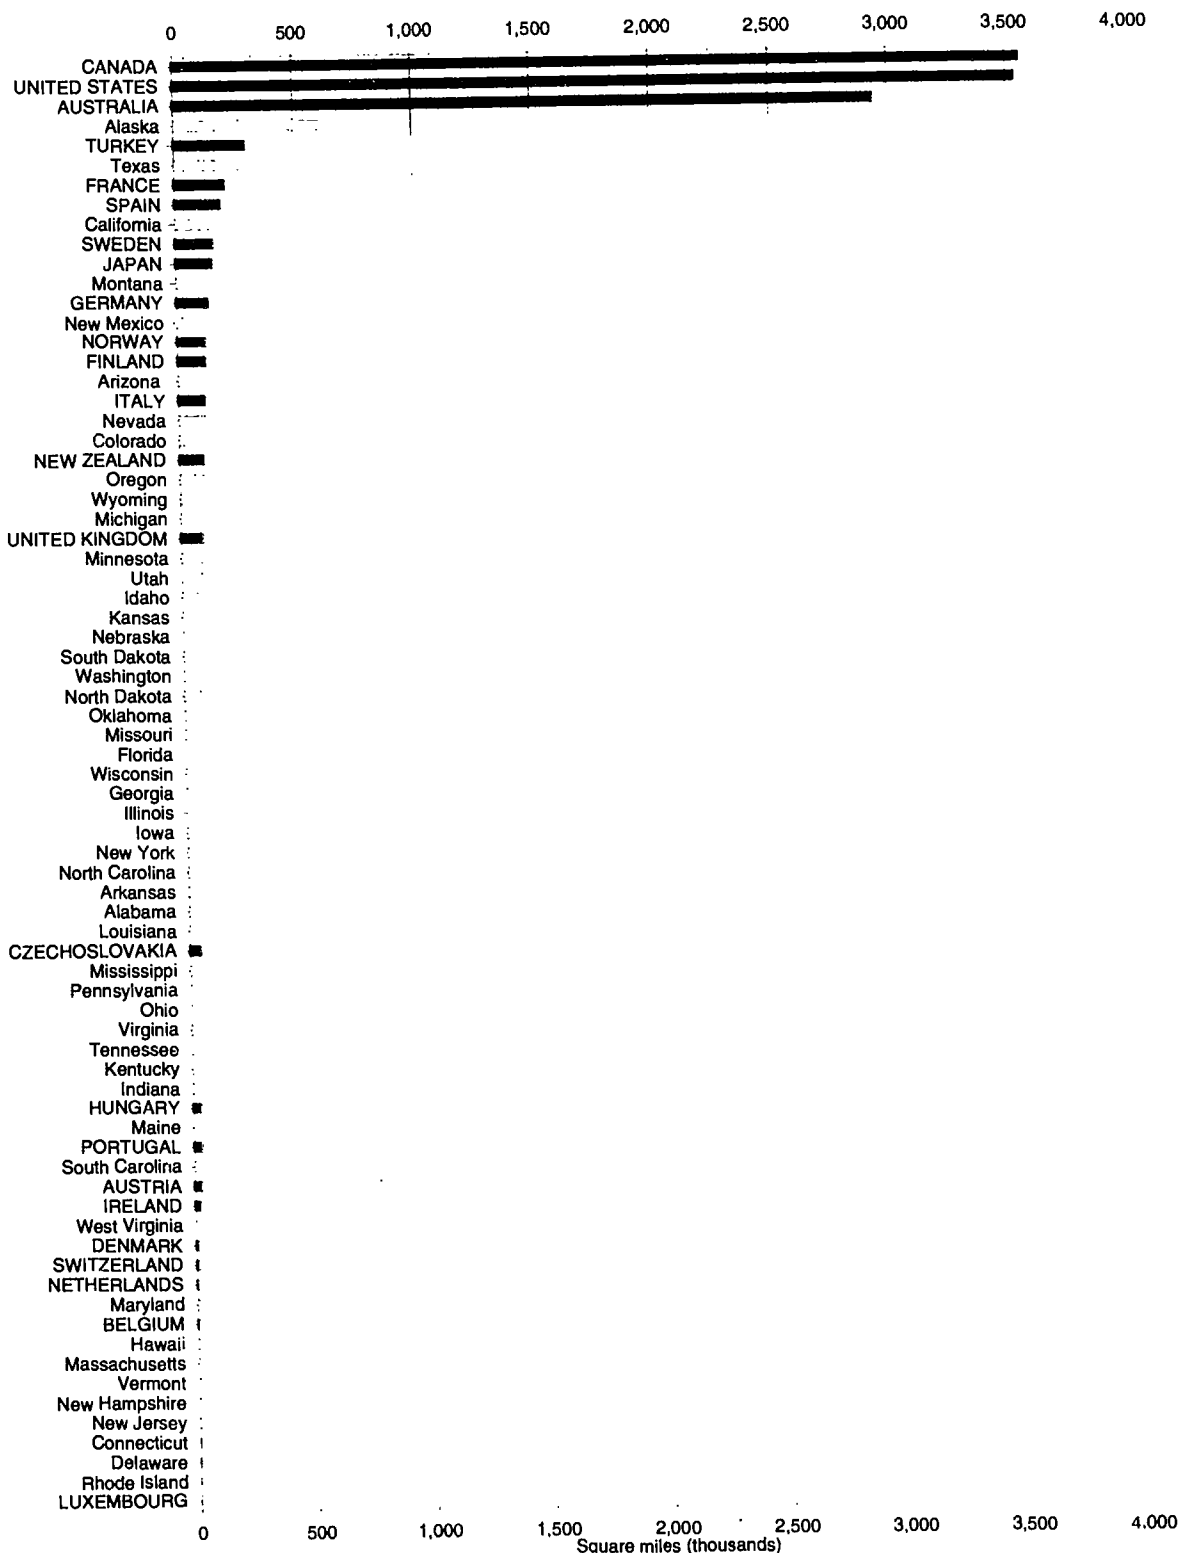 0 500 1,000 1,500 2,000 2,500 3,000 3,500 4,000
CANADA
UNITED STATES
AUSTRALIA
Alaska
TURKEY
Texas
FRANCE
SPAIN
California
SWEDEN
JAPAN
Montana
GERMANY
New Mexico
NORWAY
FINLAND
Arizona
ITALY
Nevada
Colorado
NEW ZEALAND
Oregon
Wyoming
Michigan
UNITED KINGDOM
Minnesota
Utah
Idaho
Kansas
Nebraska
South Dakota
Washington
North Dakota
Oklahoma
Missouri
Florida
Wisconsin
Georgia
Illinois
Iowa
New York
North Carolina
Arkansas
Alabama
Louisiana
CZECHOSLOVAKIA
Mississippi
Pennsylvania
Ohio
Virginia
Tennessee
Kentucky
Indiana
HUNGARY
Maine
PORTUGAL
South Carolina
AUSTRIA
IRELAND
West Virginia
DENMARK
SWITZERLAND
NETHERLANDS
Maryland
BELGIUM
Hawaii
Massachusetts
Vermont
New Hampshire
New Jersey
Connecticut
Delaware
Rhode Island
LUXEMBOURG
0 500 1,000 1,500 2,000 2,500 3,000 3,500 4.000
Square miles (thousands)